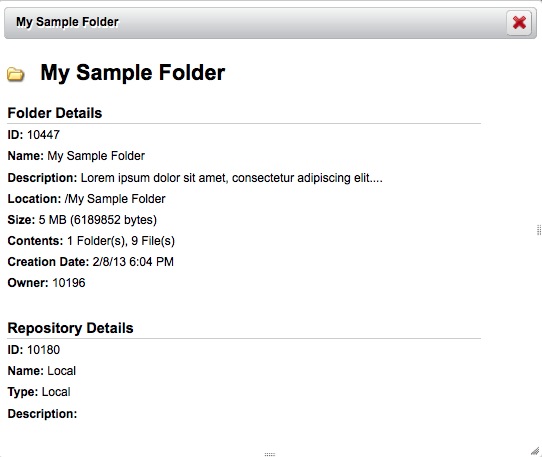 My Sample Folder
My Sample Folder
Folder Details
ID: 10447
Name: My Sample Folder
Description: Lorem ipsum dolor sit amet, consectetur adipiscing elit....
Location: /My Sample Folder
Size: 5 MB (6189852 bytes)
Contents: 1 Folder(s), 9 File(s)
Creation Date: 2/8/13 6:04 PM
Owner: 10196
Repository Details
ID: 10180
Name: Local
Type: Local
Description: